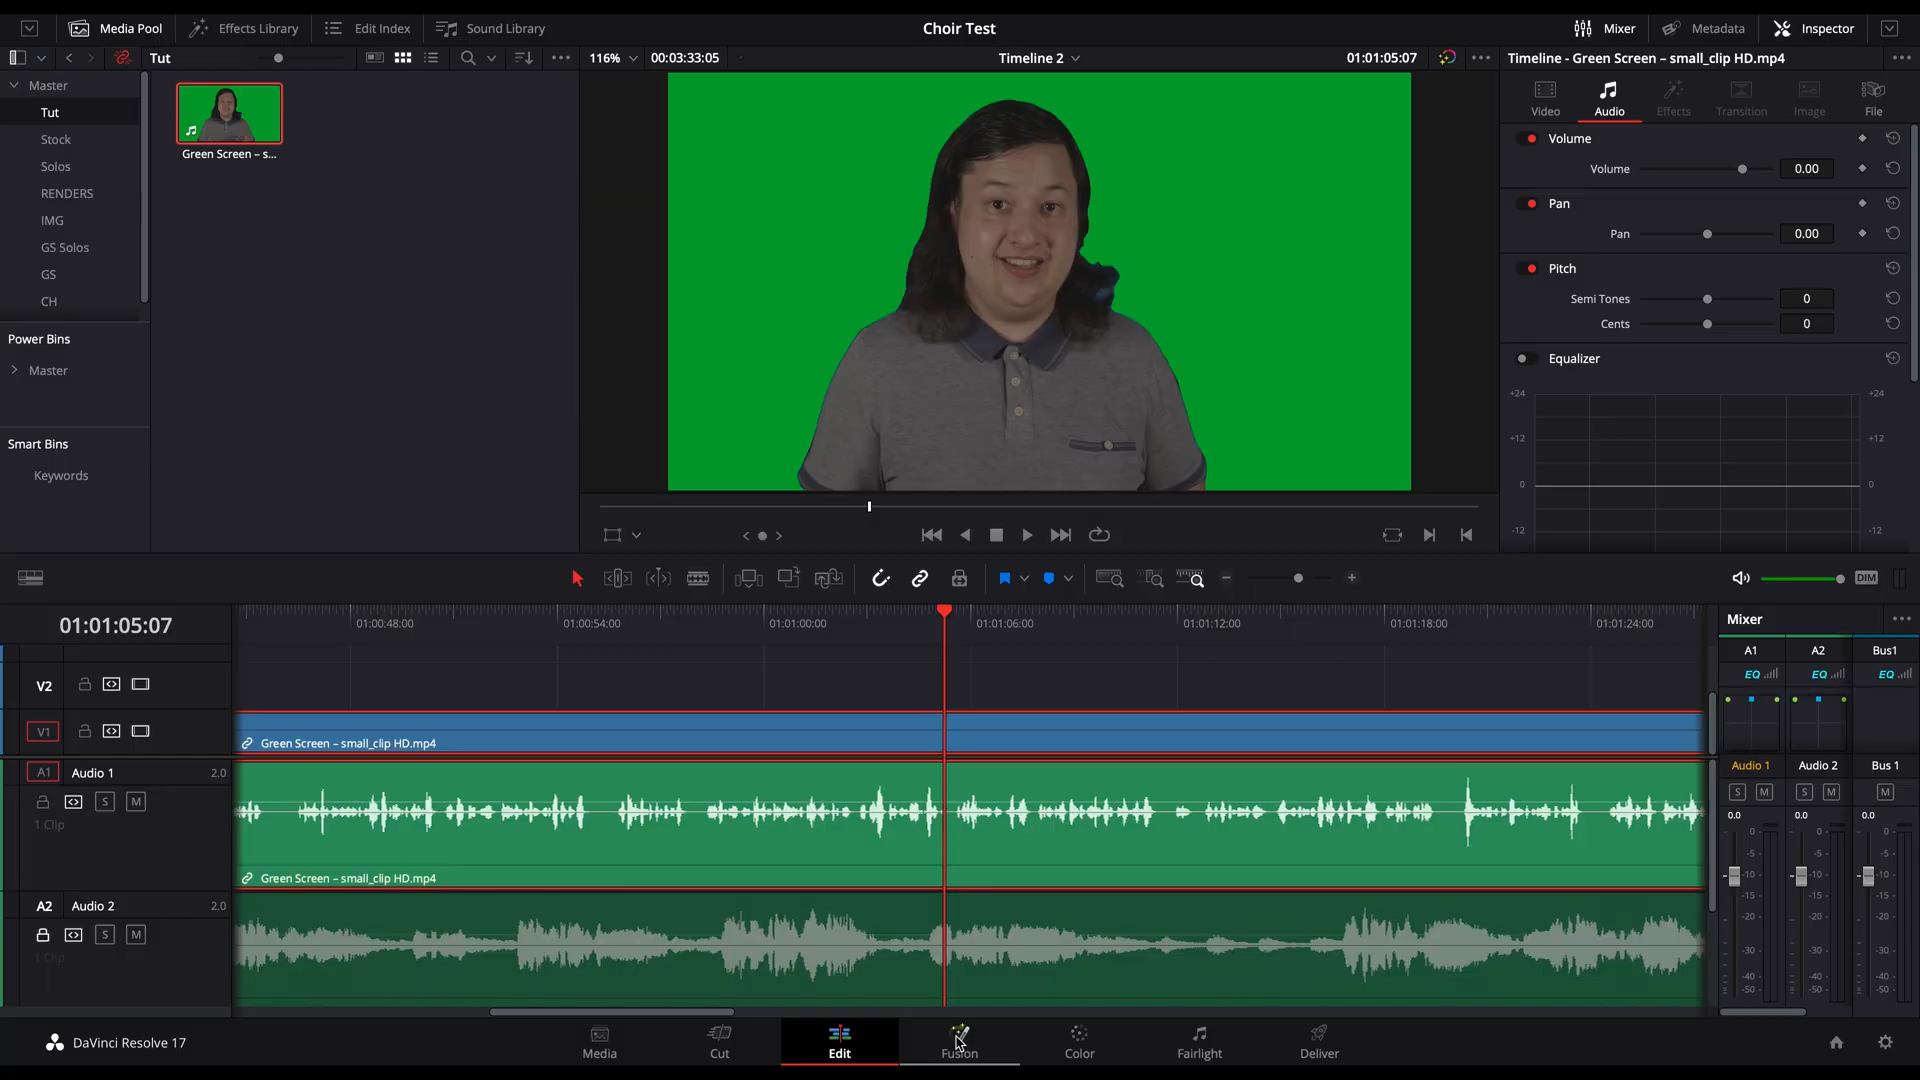 Media Pool
Effects Library
Edit Index
Sound Library
Choir Test
Mixer
Metadata
Inspector
Tut
116%
00:03:33:05
Timeline 2
01:01:05:07
Timeline - Green Screen – small_clip HD.mp4
Master
Tut
Stock
Solos
RENDERS
IMG
GS Solos
GS
CH
Power Bins
Master
Smart Bins
Keywords
Green Screen – s...
Video
Audio
Effects
Transition
Image
File
Volume
Volume 0.00
Pan
Pan 0.00
Pitch
Semi Tones 0
Cents 0
Equalizer
+24 +24
+12 +12
0 0
-12 -12
DIM
01:01:05:07
01:00:48:00
01:00:54:00
01:01:00:00
01:01:06:00
01:01:12:00
01:01:18:00
01:01:24:00
V2
V1
Green Screen – small_clip HD.mp4
A1 Audio 1 2.0
S M
1 Clip
Green Screen – small_clip HD.mp4
A2 Audio 2 2.0
S M
1 Clip
Mixer
A1 A2 Bus1
EQ EQ EQ
Audio 1 Audio 2 Bus 1
S M S M M
0.0 0.0 0.0
0 0 0
-5 -5 -5
-10 -10 -10
-15 -15 -15
-20 -20 -20
-30 -30 -30
-40 -40 -40
-50 -50 -50
DaVinci Resolve 17
Media
Cut
Edit
Fusion
Color
Fairlight
Deliver